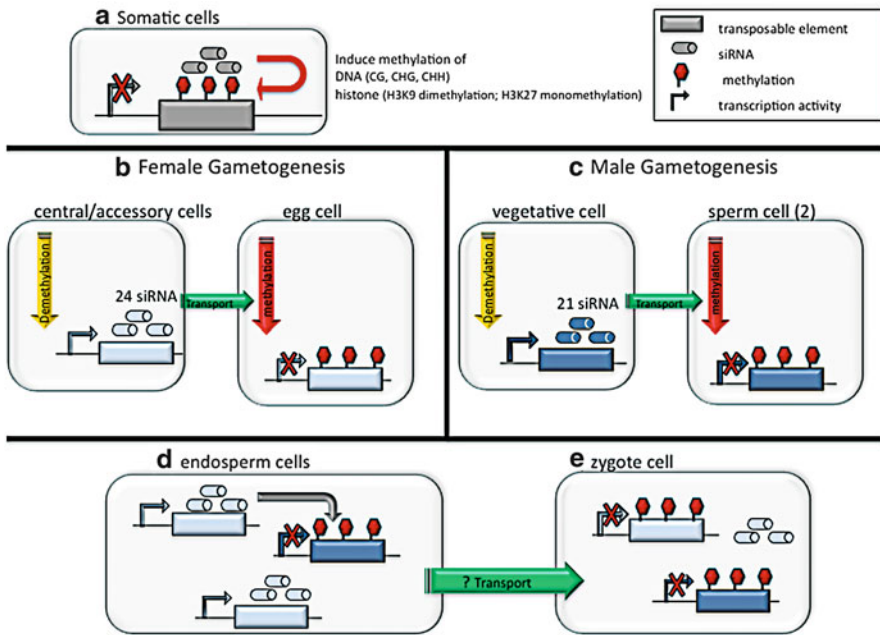 a Somatic cells
Induce methylation of
DNA (CG, CHG, CHH)
histone (H3K9 dimethylation; H3K27 monomethylation)
transposable element
siRNA
methylation
transcription activity
b Female Gametogenesis
central/accessory cells
egg cell
Demethylation
24 siRNA
Transport
methylation
c Male Gametogenesis
vegetative cell
sperm cell (2)
Demethylation
21 siRNA
Transport
methylation
d endosperm cells
? Transport
e zygote cell